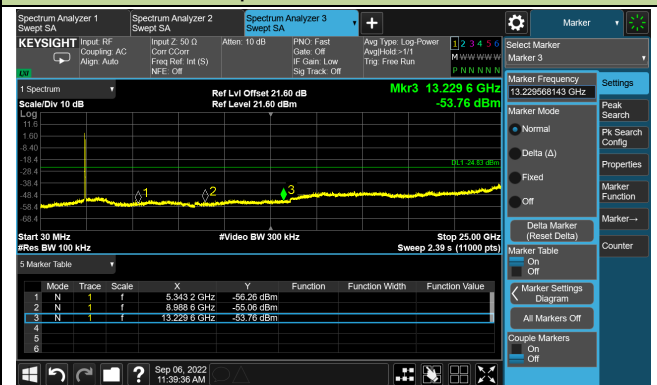 Spectrum Analyzer 1
Swept SA
Spectrum Analyzer 2
Swept SA
Spectrum Analyzer 3
Swept SA
Marker
KEYSIGHT
Input: RF
Coupling: AC
Align: Auto
Input Z: 50 Ω
Corr CCorr
Freq Ref: Int (S)
NFE: Off
Atten: 10 dB
PNO: Fast
Gate: Off
IF Gain: Low
Sig Track: Off
Avg Type: Log-Power
Avg|Hold:>1/1
Trig: Free Run
1 2 3 4 5 6
M W W W W W
P N N N N N
LXI
Select Marker
Marker 3
Marker Frequency
13.229568143 GHz
Settings
Marker Mode
Normal
Delta (Δ)
Fixed
Off
Delta Marker
(Reset Delta)
Marker Table
On
Off
Marker Settings
Diagram
All Markers Off
Couple Markers
On
Off
Peak
Search
Pk Search
Config
Properties
Marker
Function
Marker→
Counter
1 Spectrum
Scale/Div 10 dB
Log
Ref Lvl Offset 21.60 dB
Ref Level 21.60 dBm
Mkr3 13.229 6 GHz
-53.76 dBm
11.6
1.60
-8.40
-18.4
-28.4
-38.4
-48.4
-58.4
-68.4
DL1 -24.83 dBm
1
2
3
Start 30 MHz
#Video BW 300 kHz
Stop 25.00 GHz
#Res BW 100 kHz
Sweep 2.39 s (11000 pts)
5 Marker Table
Mode Trace Scale X Y Function Function Width Function Value
1 N 1 f 5.343 2 GHz -56.26 dBm
2 N 1 f 8.988 6 GHz -55.06 dBm
3 N 1 f 13.229 6 GHz -53.76 dBm
4
5
6
Sep 06, 2022
11:39:36 AM